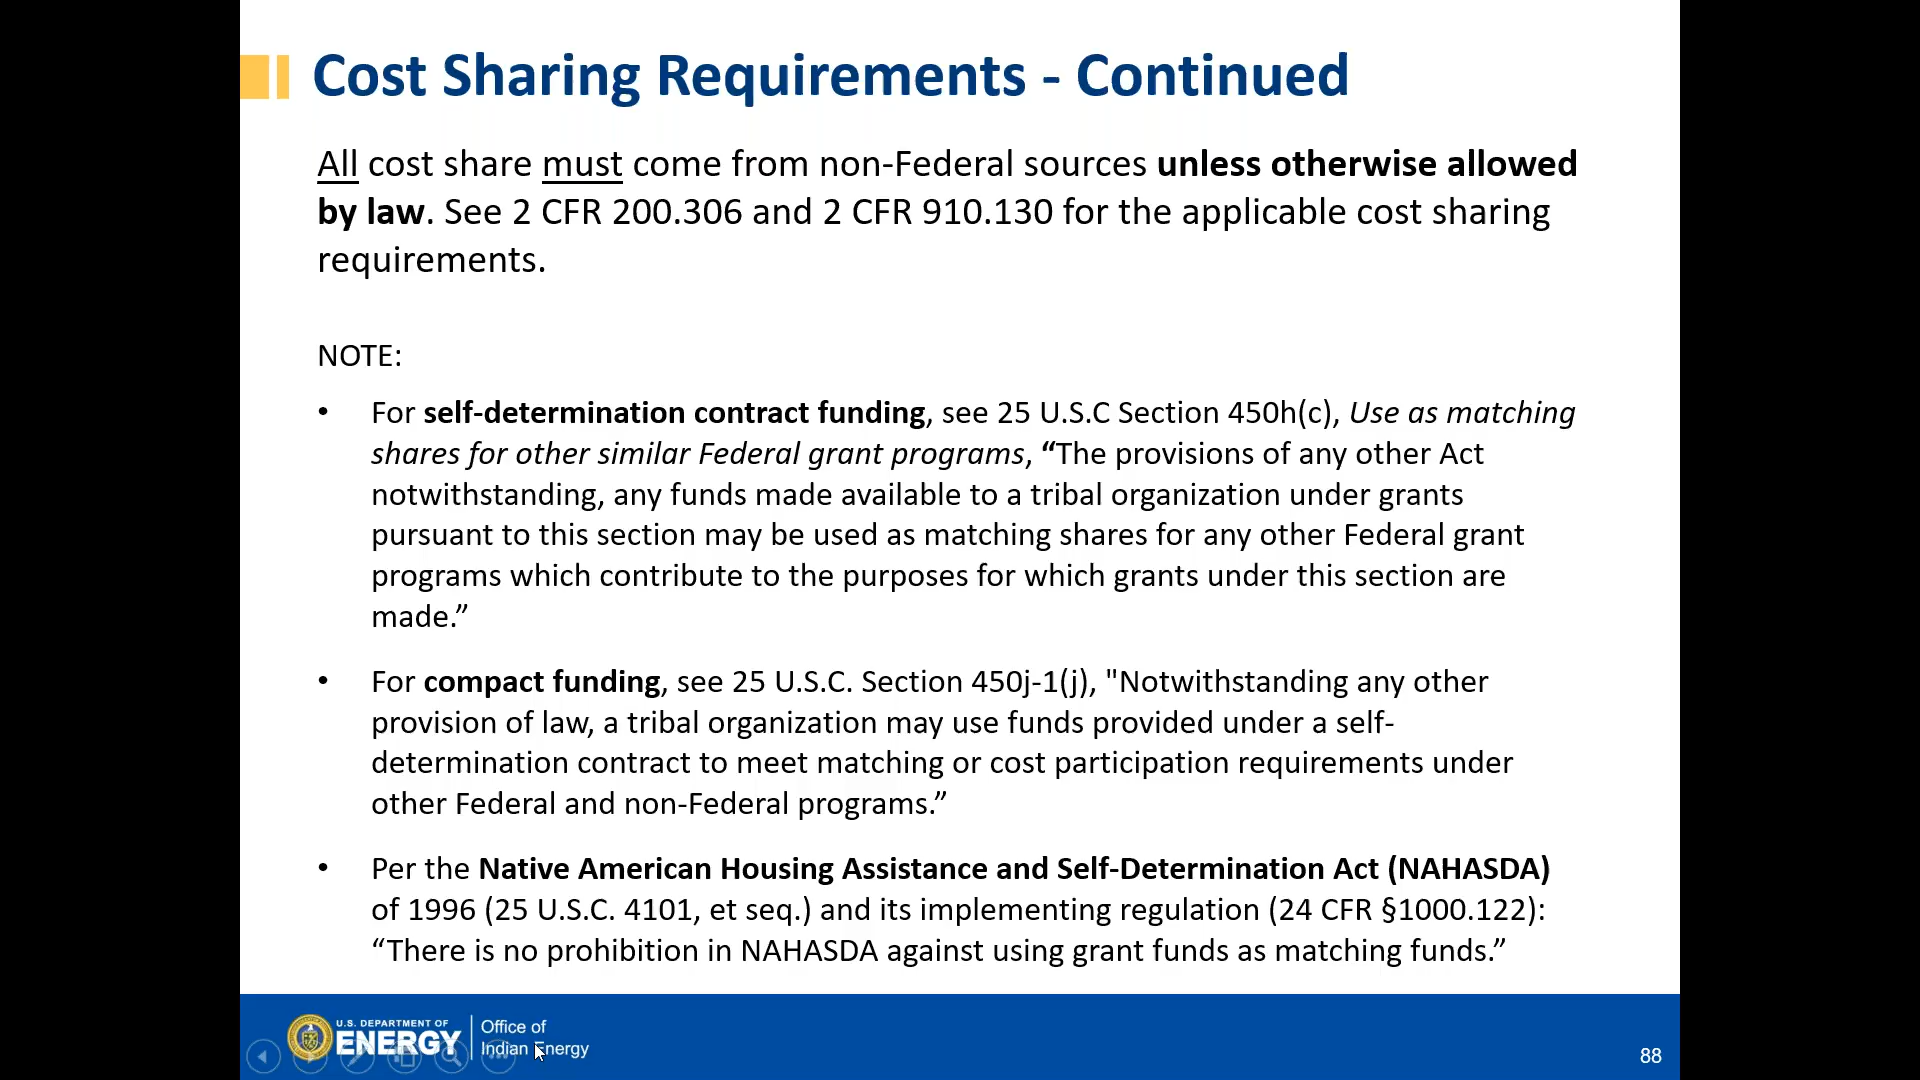 Cost Sharing Requirements - Continued
All cost share must come from non-Federal sources unless otherwise allowed
by law. See 2 CFR 200.306 and 2 CFR 910.130 for the applicable cost sharing
requirements.
NOTE:
• For self-determination contract funding, see 25 U.S.C Section 450h(c), Use as matching
shares for other similar Federal grant programs, “The provisions of any other Act
notwithstanding, any funds made available to a tribal organization under grants
pursuant to this section may be used as matching shares for any other Federal grant
programs which contribute to the purposes for which grants under this section are
made.”
• For compact funding, see 25 U.S.C. Section 450j-1(j), "Notwithstanding any other
provision of law, a tribal organization may use funds provided under a self-
determination contract to meet matching or cost participation requirements under
other Federal and non-Federal programs.”
• Per the Native American Housing Assistance and Self-Determination Act (NAHASDA)
of 1996 (25 U.S.C. 4101, et seq.) and its implementing regulation (24 CFR §1000.122):
“There is no prohibition in NAHASDA against using grant funds as matching funds.”
U.S. DEPARTMENT OF
ENERGY
Office of
Indian Energy
88